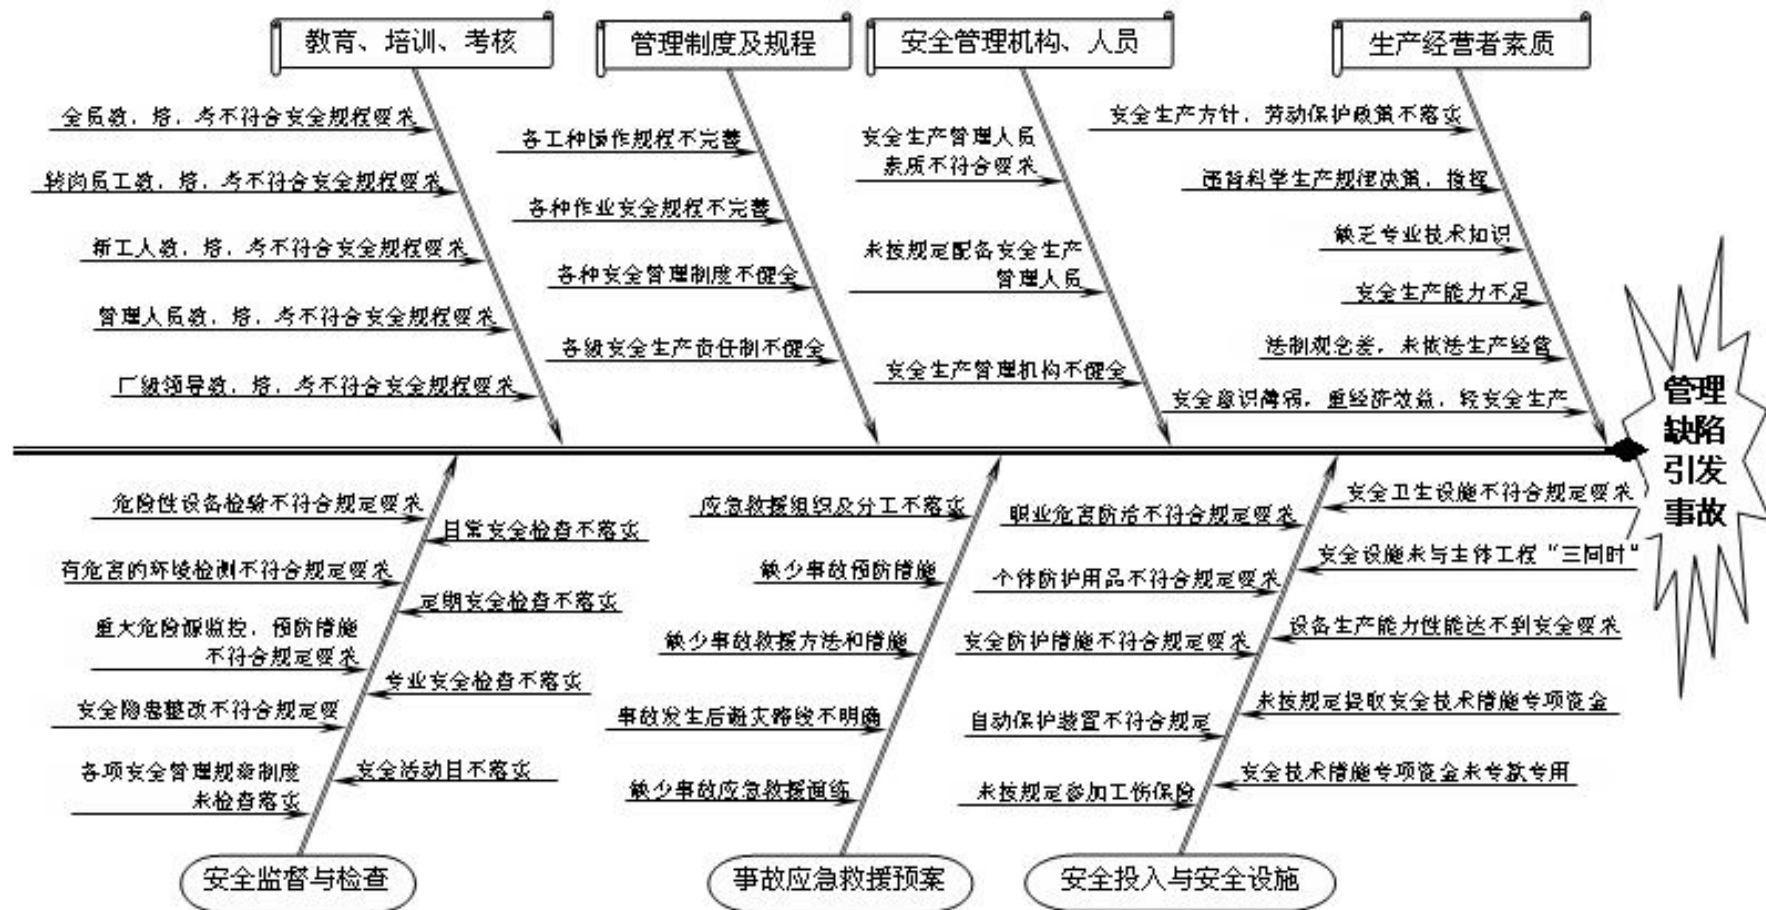 教育、培训、考核
全员教，培，考不符合安全规程要求
转岗员工教，培，考不符合安全规程要求
新工人教，培，考不符合安全规程要求
管理人员教，培，考不符合安全规程要求
厂级领导教，培，考不符合安全规程要求
管理制度及规程
各工种操作规程不完善
各种作业安全规程不完善
各种安全管理制度不健全
各级安全生产责任制不健全
安全管理机构、人员
安全生产管理人员
素质不符合要求
未按规定配备安全生产
管理人员
安全生产管理机构不健全
生产经营者素质
安全生产方针，劳动保护政策不落实
违背科学生产规律决策，指挥
缺乏专业技术知识
安全生产能力不足
法制观念差，未依法生产经营
安全意识薄弱，重经济效益，轻安全生产
管理
缺陷
引发
事故
危险性设备检验不符合规定要求
有危害的环境检测不符合规定要求
重大危险源监控，预防措施
不符合规定要求
安全隐患整改不符合规定要
各项安全管理规章制度
未检查落实
日常安全检查不落实
定期安全检查不落实
专业安全检查不落实
安全活动日不落实
安全监督与检查
应急救援组织及分工不落实
缺少事故预防措施
缺少事故救援方法和措施
事故发生后避灾路线不明确
缺少事故应急救援演练
事故应急救援预案
职业危害防治不符合规定要求
个体防护用品不符合规定要求
安全防护措施不符合规定要求
自动保护装置不符合规定
未按规定参加工伤保险
安全卫生设施不符合规定要求
安全设施未与主体工程“三同时”
设备生产能力性能达不到安全要求
未按规定提取安全技术措施专项资金
安全技术措施专项资金未专款专用
安全投入与安全设施